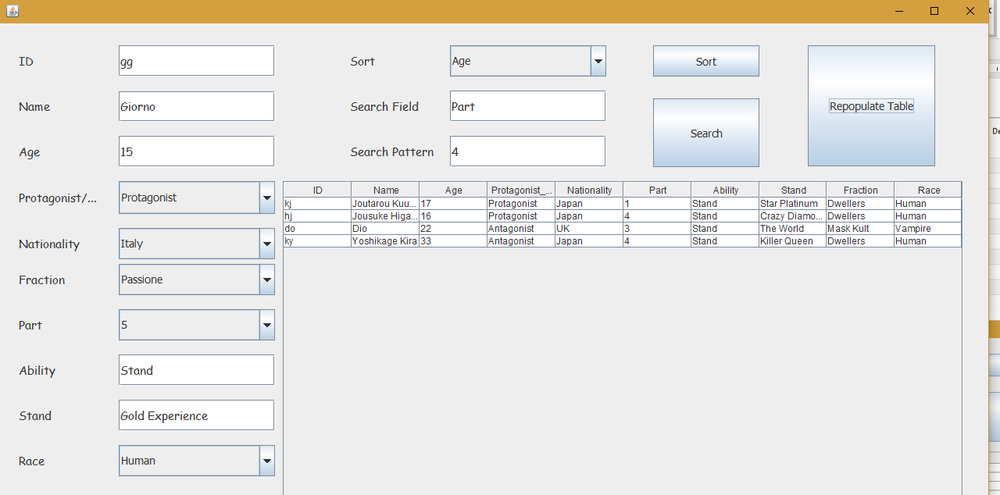 ID gg Sort Age Sort
Name Giorno Search Field Part Repopulate Table
Age 15 Search Pattern 4 Search
Protagonist/... Protagonist
Nationality Italy
Fraction Passione
Part 5
Ability Stand
Stand Gold Experience
Race Human
ID Name Age Protagonist_... Nationality Part Ability Stand Fraction Race
kj Joutarou Kuu... 17 Protagonist Japan 1 Stand Star Platinum Dwellers Human
hj Jousuke Higa... 16 Protagonist Japan 4 Stand Crazy Diamo... Dwellers Human
do Dio 22 Antagonist UK 3 Stand The World Mask Kult Vampire
ky Yoshikage Kira 33 Antagonist Japan 4 Stand Killer Queen Dwellers Human